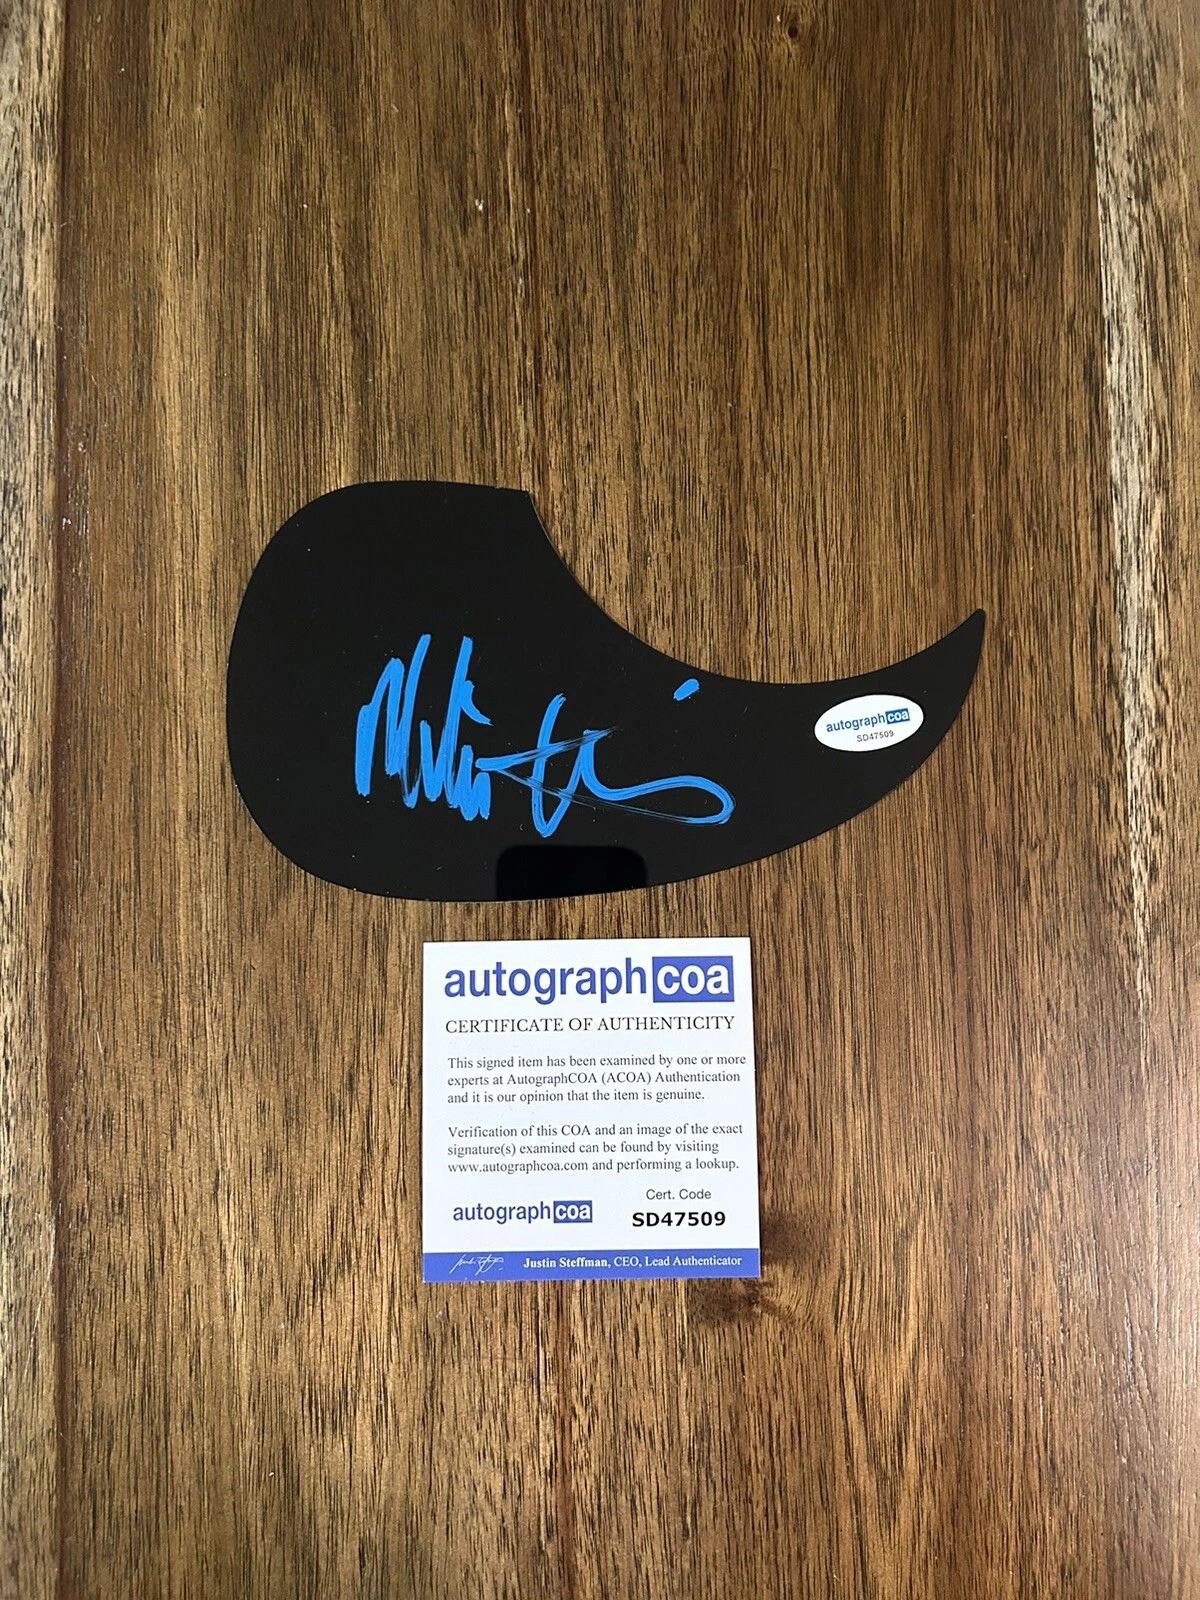 autographcoa
SD47509
autographcoa
CERTIFICATE OF AUTHENTICITY
This signed item has been examined by one or more
experts at AutographCOA (ACOA) Authentication
and it is our opinion that the item is genuine.
Verification of this COA and an image of the exact
signature(s) examined can be found by visiting
www.autographcoa.com and performing a lookup.
autographcoa
Cert. Code
SD47509
Justin Steffman, CEO, Lead Authenticator